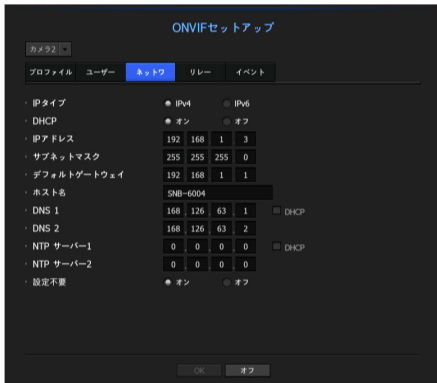 ONVIFセットアップ
カメラ2
プロファイル ユーザー ネットワ リレー イベント
IPタイプ IPv4 IPv6
DHCP オン オフ
IPアドレス 192 168 1 3
サブネットマスク 255 255 255 0
デフォルトゲートウェイ 192 168 1 1
ホスト名 SNB-6004
DNS 1 168 126 63 1 DHCP
DNS 2 168 126 63 2
NTP サーバー1 0 0 0 0 DHCP
NTP サーバー2 0 0 0 0
設定不要 オン オフ
OK オフ